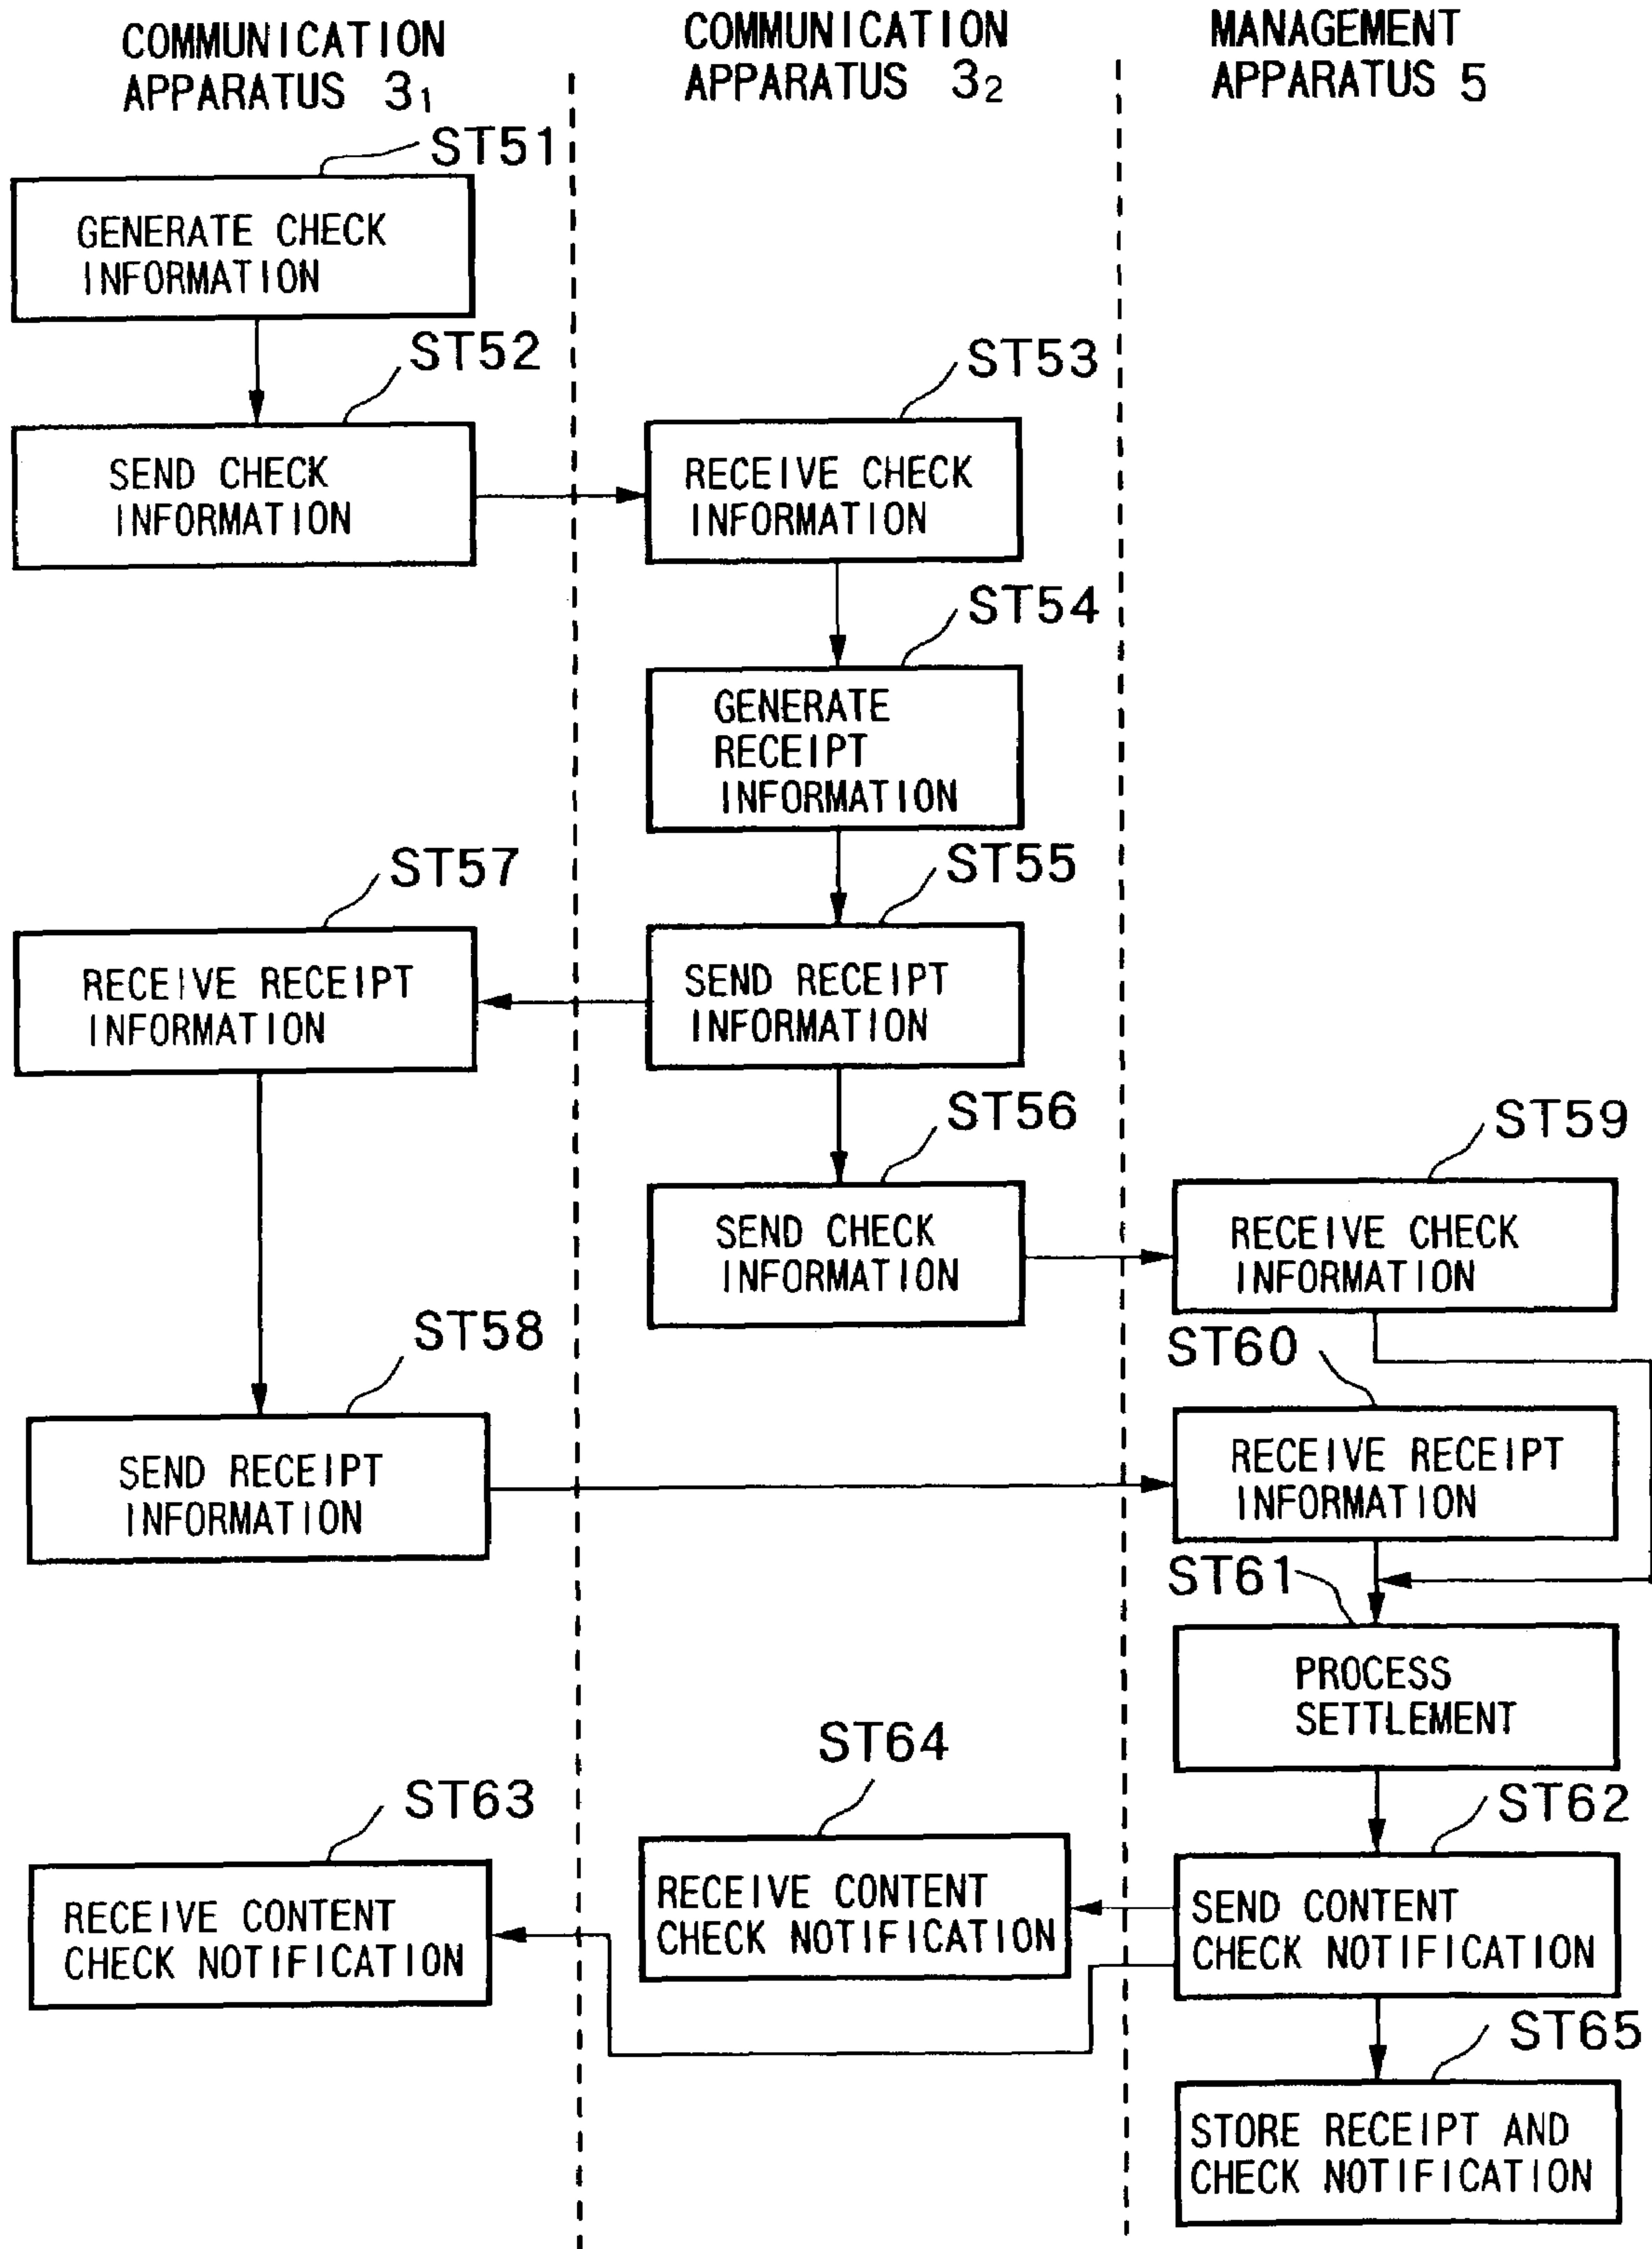 COMMUNICATION
APPARATUS 3₁
COMMUNICATION
APPARATUS 3₂
MANAGEMENT
APPARATUS 5
ST51
GENERATE CHECK
INFORMATION
ST52
SEND CHECK
INFORMATION
ST53
RECEIVE CHECK
INFORMATION
ST54
GENERATE
RECEIPT
INFORMATION
ST57
RECEIVE RECEIPT
INFORMATION
ST55
SEND RECEIPT
INFORMATION
ST56
SEND CHECK
INFORMATION
ST59
RECEIVE CHECK
INFORMATION
ST58
SEND RECEIPT
INFORMATION
ST60
RECEIVE RECEIPT
INFORMATION
ST61
PROCESS
SETTLEMENT
ST63
RECEIVE CONTENT
CHECK NOTIFICATION
ST64
RECEIVE CONTENT
CHECK NOTIFICATION
ST62
SEND CONTENT
CHECK NOTIFICATION
ST65
STORE RECEIPT AND
CHECK NOTIFICATION